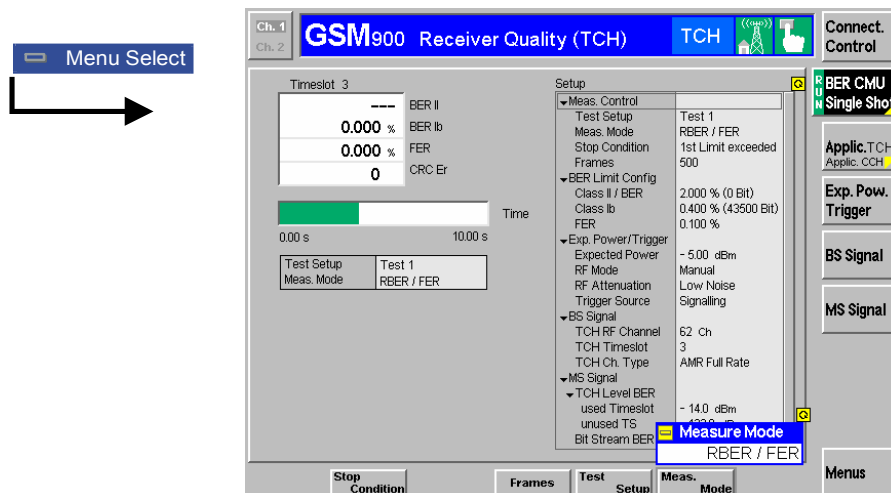 Menu Select
Ch. 1
Ch. 2
GSM900 Receiver Quality (TCH)
TCH
Connect.
Control
Timeslot 3
--- BER II
0.000 % BER Ib
0.000 % FER
0 CRC Er
Time
0.00 s 10.00 s
Test Setup Test 1
Meas. Mode RBER / FER
Setup
Meas. Control
Test Setup Test 1
Meas. Mode RBER / FER
Stop Condition 1st Limit exceeded
Frames 500
BER Limit Config
Class II / BER 2.000 % (0 Bit)
Class Ib 0.400 % (43500 Bit)
FER 0.100 %
Exp. Power/Trigger
Expected Power - 5.00 dBm
RF Mode Manual
RF Attenuation Low Noise
Trigger Source Signalling
BS Signal
TCH RF Channel 62 Ch
TCH Timeslot 3
TCH Ch. Type AMR Full Rate
MS Signal
TCH Level BER
used Timeslot - 14.0 dBm
unused TS
Bit Stream BER
Measure Mode
RBER / FER
RUN
BER CMU
Single Shot
Applic.TCH
Applic. CCH
Exp. Pow.
Trigger
BS Signal
MS Signal
Menus
Stop
Condition
Frames
Test
Setup
Meas.
Mode